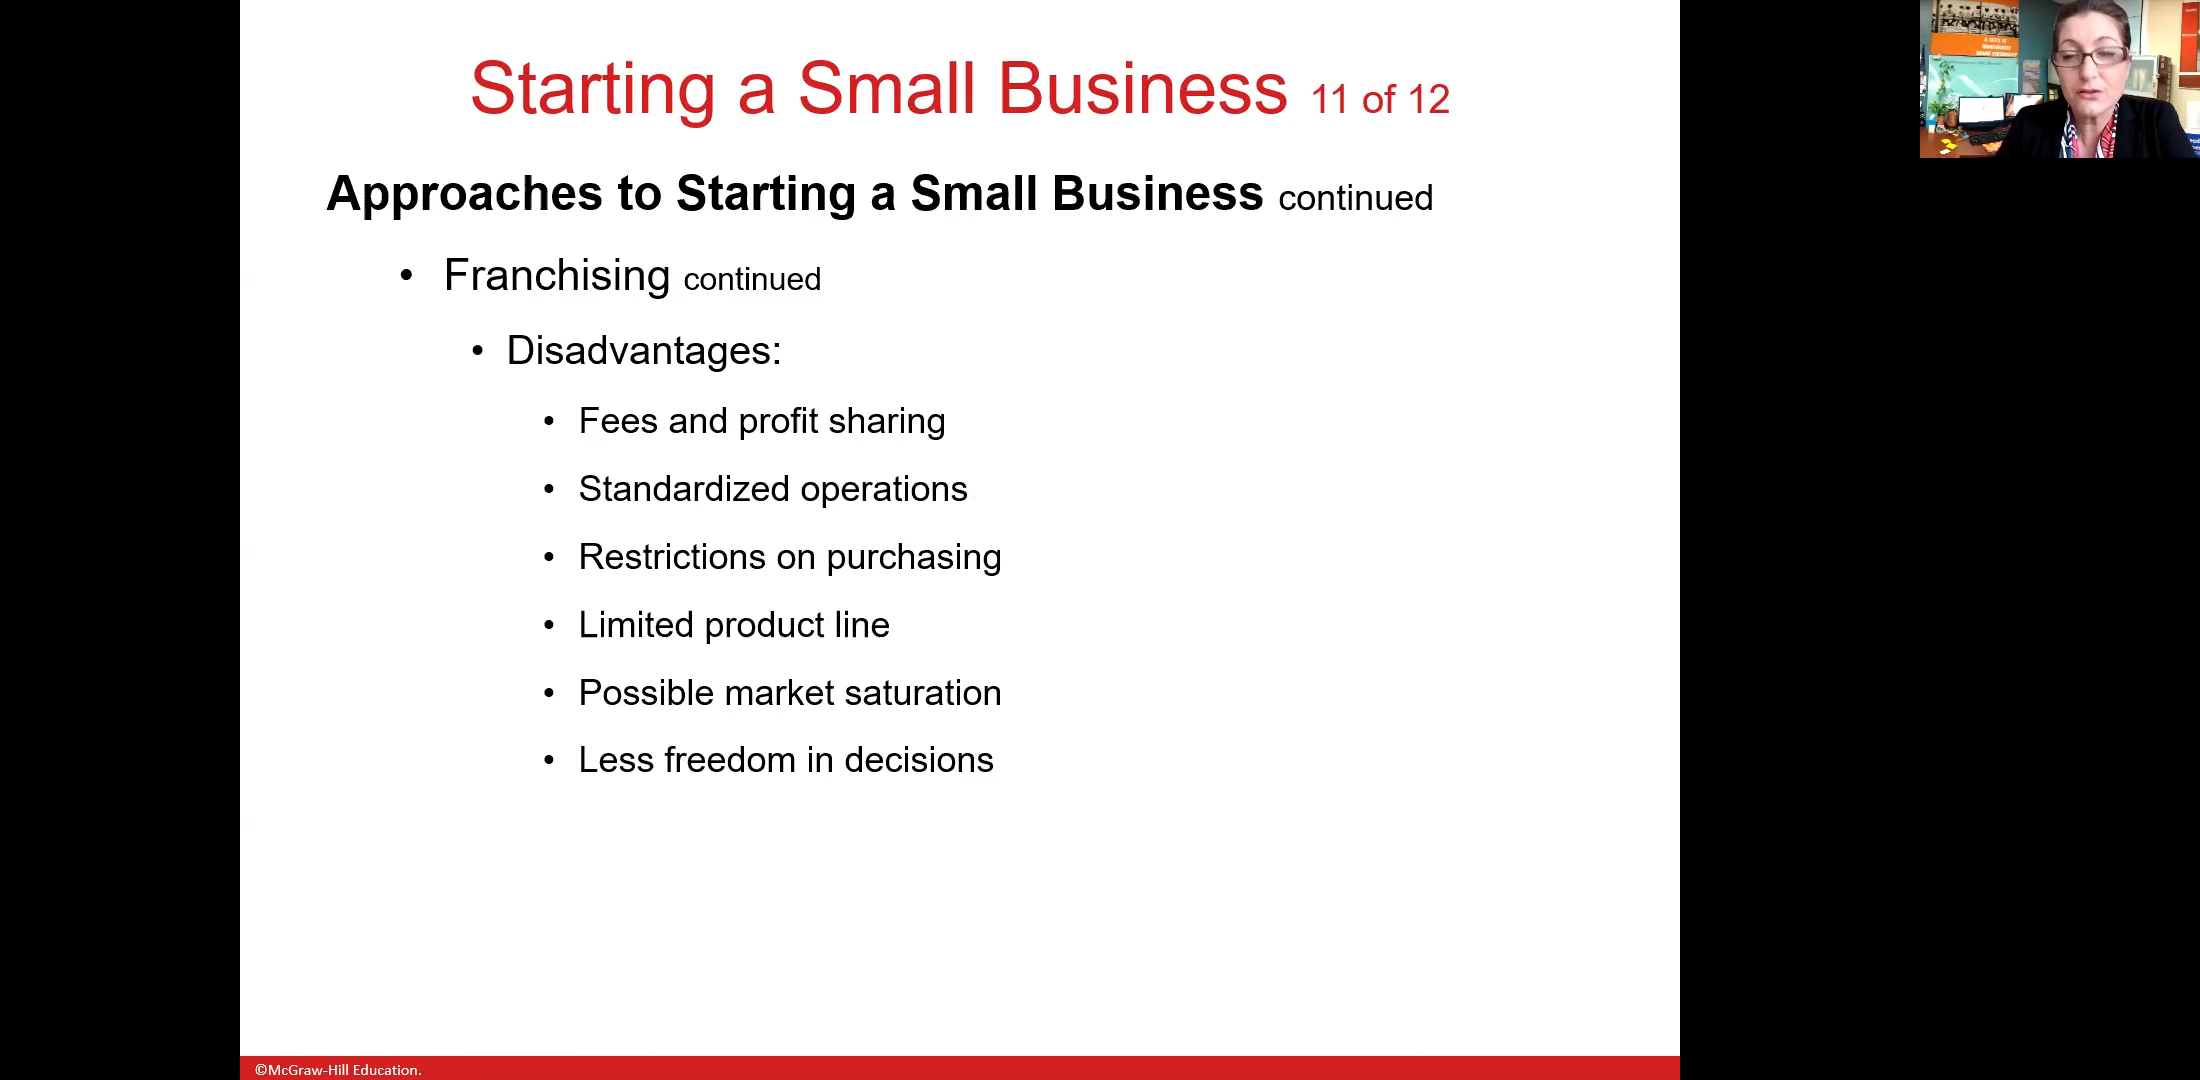 Starting a Small Business 11 of 12
Approaches to Starting a Small Business continued
• Franchising continued
• Disadvantages:
• Fees and profit sharing
• Standardized operations
• Restrictions on purchasing
• Limited product line
• Possible market saturation
• Less freedom in decisions
©McGraw-Hill Education.